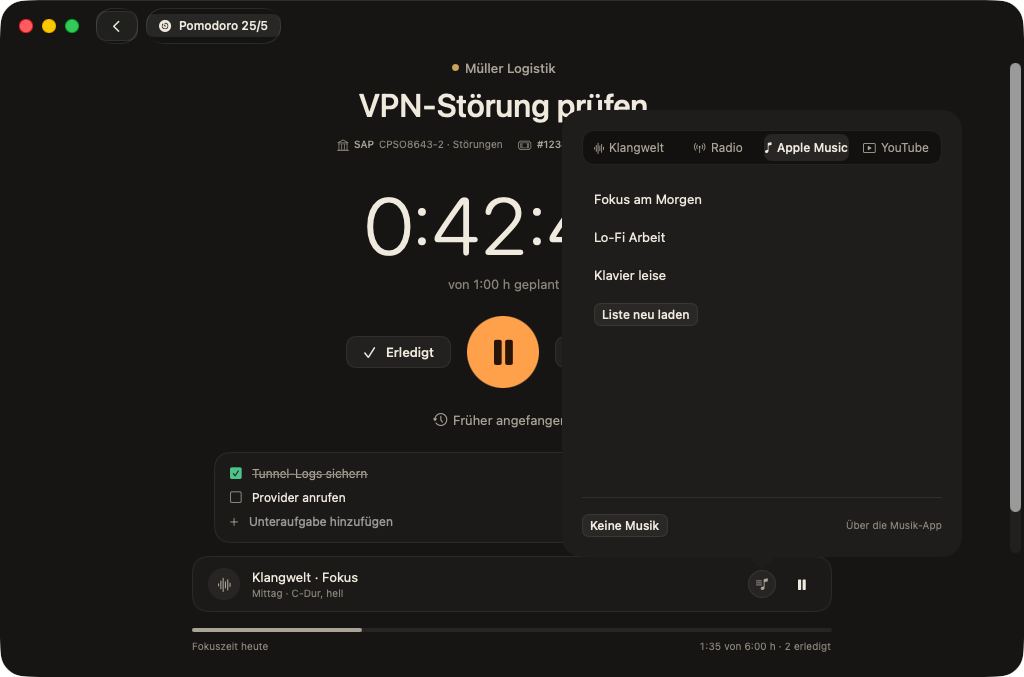 Pomodoro 25/5
Müller Logistik
VPN-Störung prüfen
SAP CPSO8643-2 · Störungen #123
0:42:4
von 1:00 h geplant
Erledigt
Früher angefangen
Tunnel-Logs sichern
Provider anrufen
+ Unteraufgabe hinzufügen
Klangwelt Radio Apple Music YouTube
Fokus am Morgen
Lo-Fi Arbeit
Klavier leise
Liste neu laden
Keine Musik Über die Musik-App
Klangwelt · Fokus
Mittag · C-Dur, hell
Fokuszeit heute 1:35 von 6:00 h · 2 erledigt